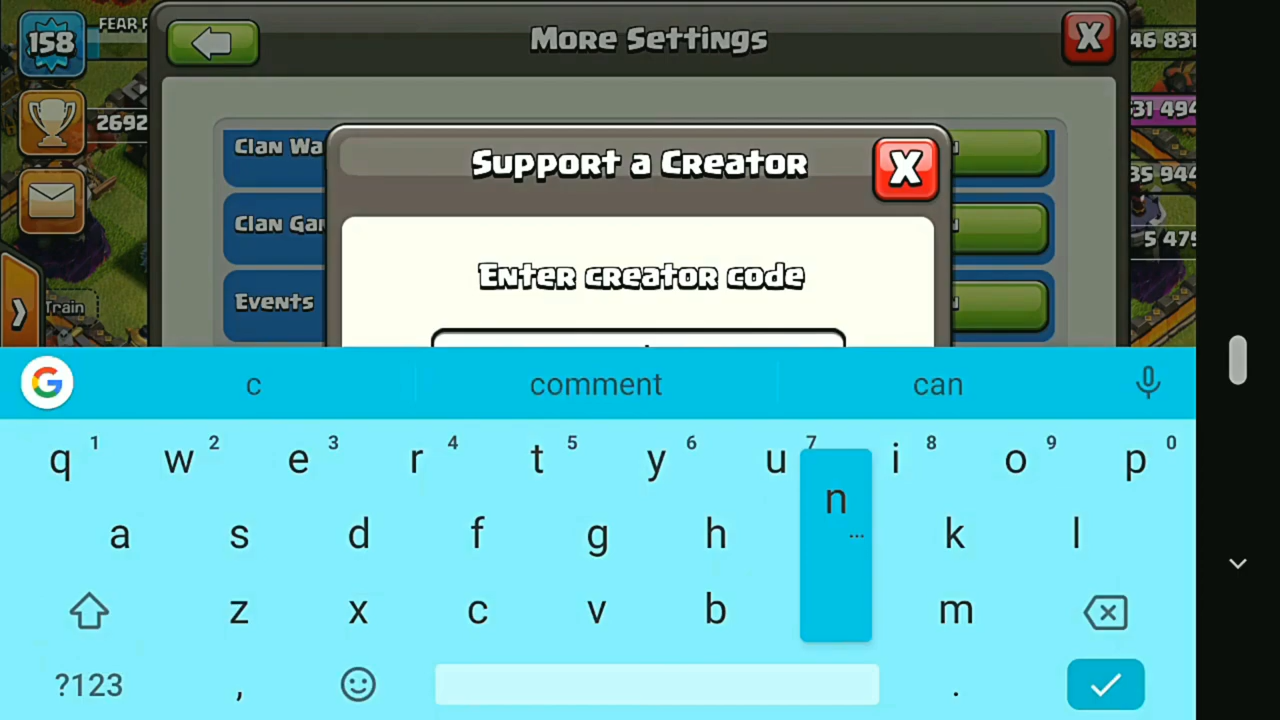 158
FEAR
More Settings
46 831
2692
31 494
Clan Wa
Support a Creator
35 944
Clan Gar
5 475
Enter creator code
Events
Train
c comment can
q 1 w 2 e 3 r 4 t 5 y 6 u 7 i 8 o 9 p 0
n
a s d f g h k l
z x c v b m
?123 , .